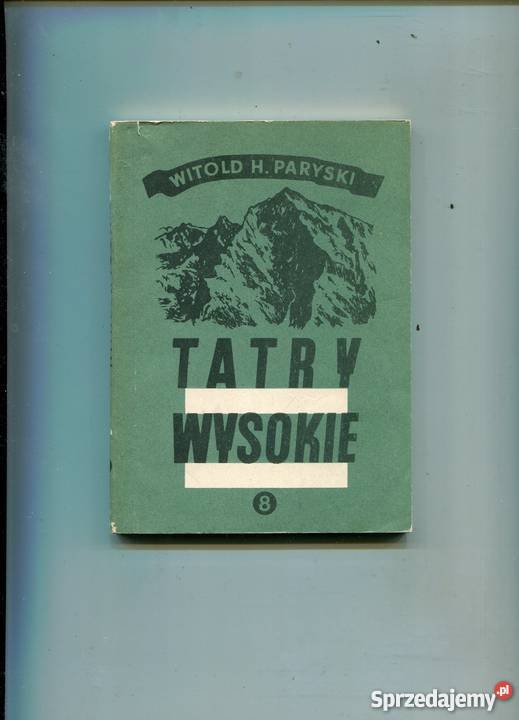 WITOLD H. PARYSKI
TATRY
WYSOKIE
8
Sprzedajemy.pl